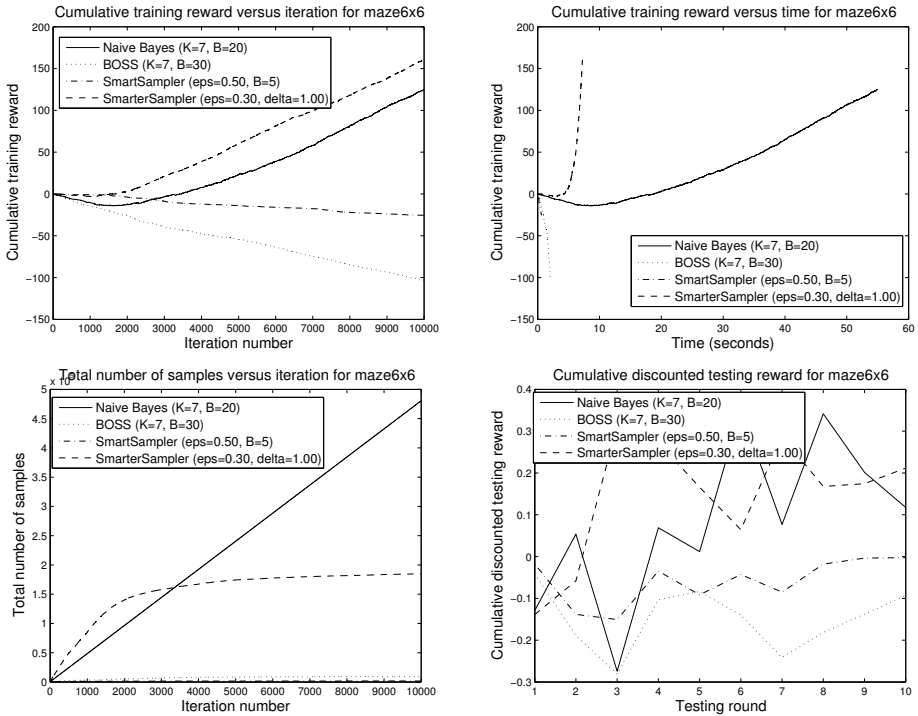 Cumulative training reward versus iteration for maze6x6
200
150
100
50
0
−50
−100
−150
0 1000 2000 3000 4000 5000 6000 7000 8000 9000 10000
Iteration number
Cumulative training reward
Naive Bayes (K=7, B=20)
BOSS (K=7, B=30)
SmartSampler (eps=0.50, B=5)
SmarterSampler (eps=0.30, delta=1.00)
Cumulative training reward versus time for maze6x6
200
150
100
50
0
−50
−100
−150
0 10 20 30 40 50 60
Time (seconds)
Cumulative training reward
Naive Bayes (K=7, B=20)
BOSS (K=7, B=30)
SmartSampler (eps=0.50, B=5)
SmarterSampler (eps=0.30, delta=1.00)
Total number of samples versus iteration for maze6x6
5
4.5
4
3.5
3
2.5
2
1.5
1
0.5
0
0 1000 2000 3000 4000 5000 6000 7000 8000 9000 10000
Iteration number
Total number of samples
Naive Bayes (K=7, B=20)
BOSS (K=7, B=30)
SmartSampler (eps=0.50, B=5)
SmarterSampler (eps=0.30, delta=1.00)
Cumulative discounted testing reward for maze6x6
0.4
0.3
0.2
0.1
0
−0.1
−0.2
−0.3
1 2 3 4 5 6 7 8 9 10
Testing round
Cumulative discounted testing reward
Naive Bayes (K=7, B=20)
BOSS (K=7, B=30)
SmartSampler (eps=0.50, B=5)
SmarterSampler (eps=0.30, delta=1.00)